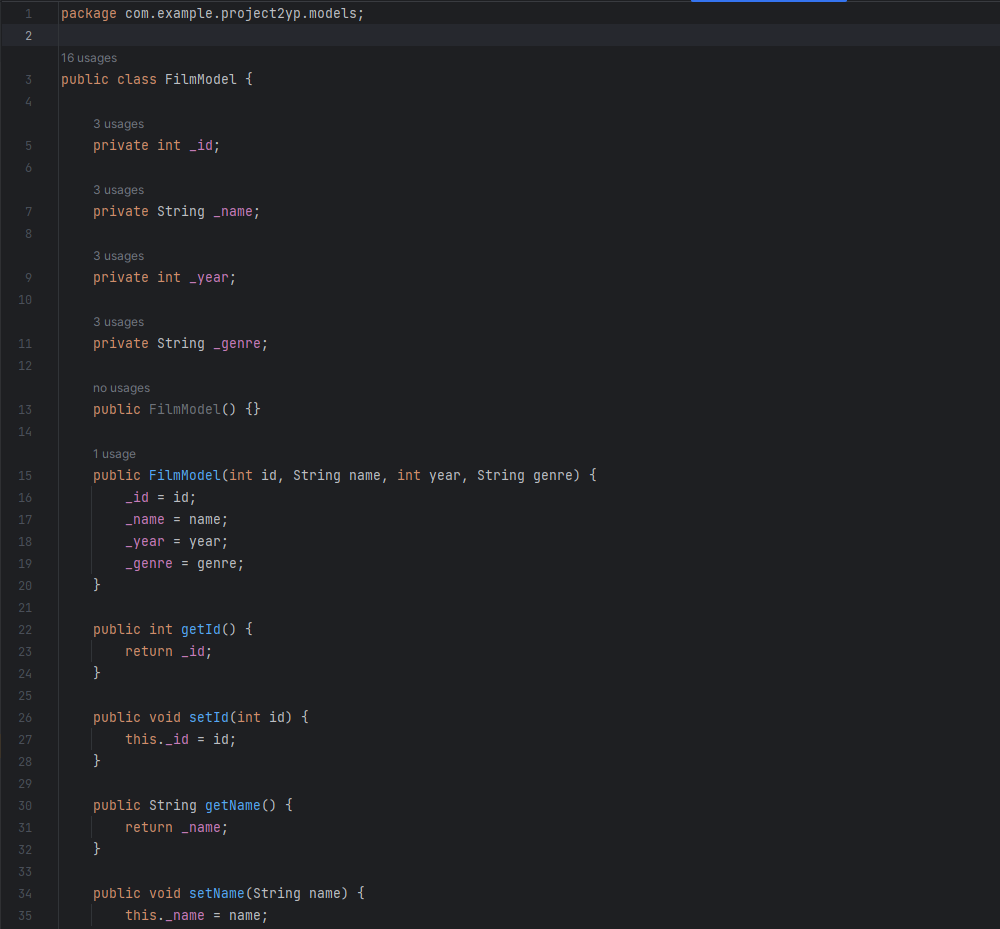 1 package com.example.project2yp.models;
2
16 usages
3 public class FilmModel {
4
3 usages
5 private int _id;
6
3 usages
7 private String _name;
8
3 usages
9 private int _year;
10
3 usages
11 private String _genre;
12
no usages
13 public FilmModel() {}
14
1 usage
15 public FilmModel(int id, String name, int year, String genre) {
16 _id = id;
17 _name = name;
18 _year = year;
19 _genre = genre;
20 }
21
22 public int getId() {
23 return _id;
24 }
25
26 public void setId(int id) {
27 this._id = id;
28 }
29
30 public String getName() {
31 return _name;
32 }
33
34 public void setName(String name) {
35 this._name = name;